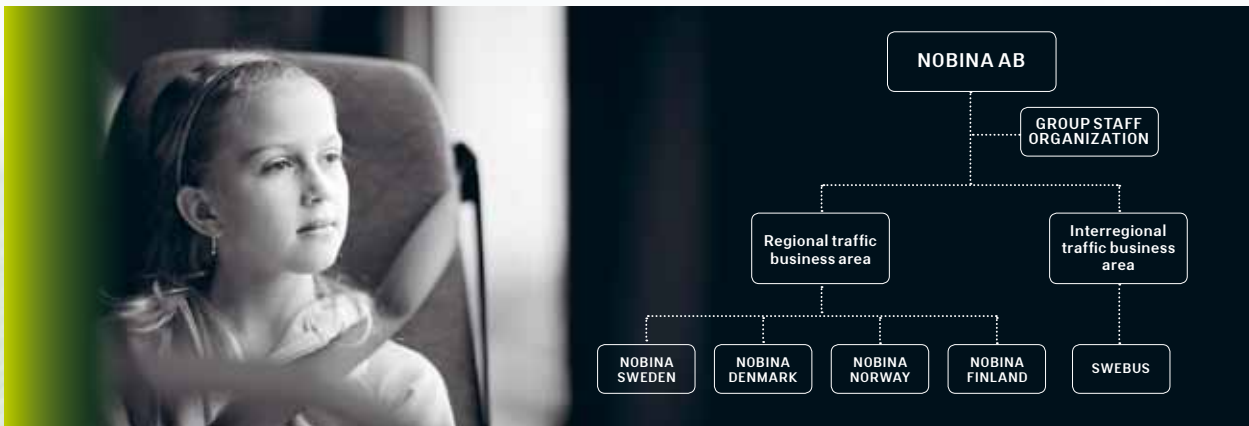 NOBINA AB
GROUP STAFF
ORGANIZATION
Regional traffic
business area
Interregional
traffic business
area
NOBINA
SWEDEN
NOBINA
DENMARK
NOBINA
NORWAY
NOBINA
FINLAND
SWEBUS